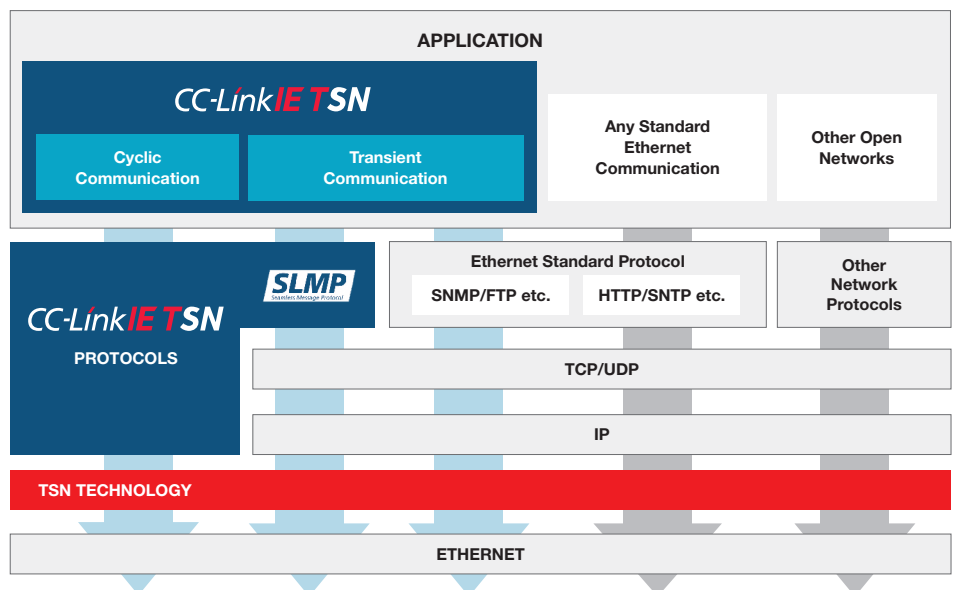 APPLICATION
CC-Link IE TSN
Cyclic
Communication
Transient
Communication
Any Standard
Ethernet
Communication
Other Open
Networks
CC-Link IE TSN
PROTOCOLS
SLMP
Seamless Message Protocol
Ethernet Standard Protocol
SNMP/FTP etc.
HTTP/SNTP etc.
Other
Network
Protocols
TCP/UDP
IP
TSN TECHNOLOGY
ETHERNET